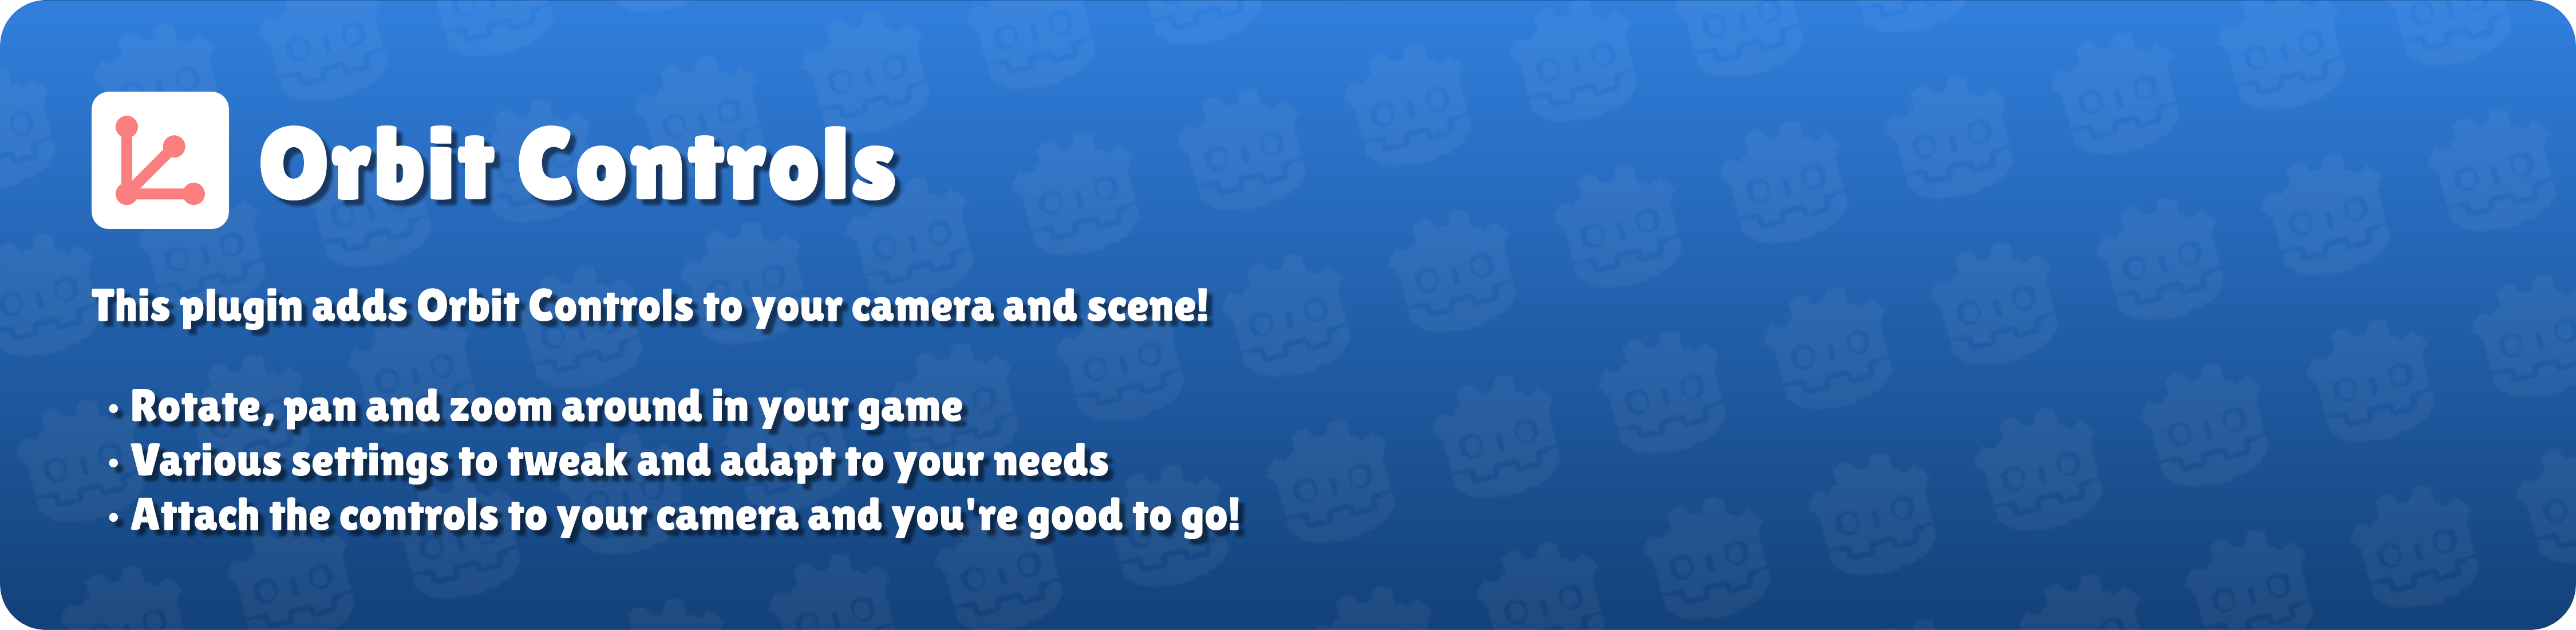 Orbit Controls
This plugin adds Orbit Controls to your camera and scene!
• Rotate, pan and zoom around in your game
• Various settings to tweak and adapt to your needs
• Attach the controls to your camera and you're good to go!